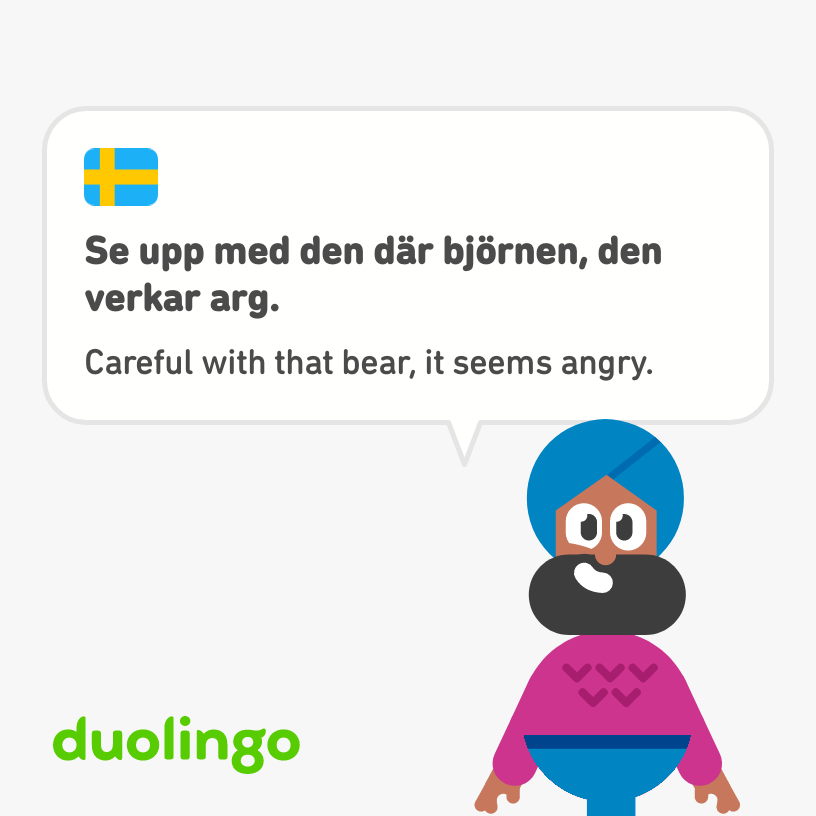 Se upp med den där björnen, den
verkar arg.
Careful with that bear, it seems angry.
duolingo